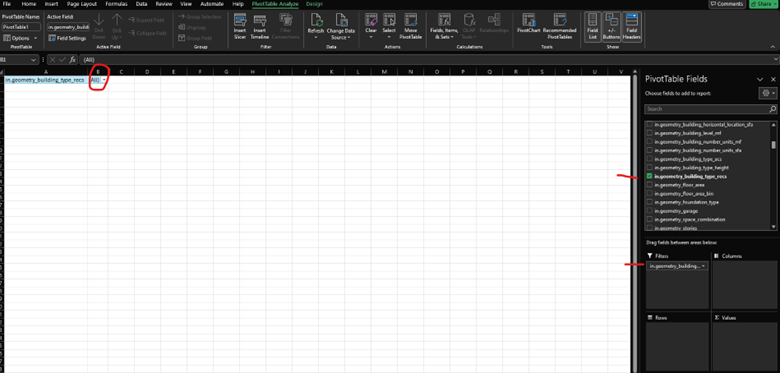 File Home Insert Page Layout Formulas Data Review View Automate Help Acrobat PivotTable Analyze Design
Comments Share
PivotTable Name: Active Field:
PivotTable1 in.geometry_build
Options Field Settings
Drill Down Drill Up Expand Field Collapse Field
Group Selection Ungroup Group Field
Insert Slicer Insert Timeline Filter Connections
Refresh Change Data Source
Clear Select Move PivotTable
Fields, Items, & Sets OLAP Tools Relationships
PivotChart Recommended PivotTables
Field List +/- Buttons Field Headers
PivotTable Active Field Group Filter Data Actions Calculations Tools Show
B1 fx (All)
A B C D E F G H I J K L M N O P Q R S T U V
in.geometry_building_type_recs (All)
PivotTable Fields
Choose fields to add to report:
Search
in.geometry_building_horizontal_location_sfa
in.geometry_building_level_mf
in.geometry_building_number_units_mf
in.geometry_building_number_units_sfa
in.geometry_building_type_acs
in.geometry_building_type_height
in.geometry_building_type_recs
in.geometry_floor_area
in.geometry_floor_area_bin
in.geometry_foundation_type
in.geometry_garage
in.geometry_space_combination
in.geometry_stories
Drag fields between areas below:
Filters Columns
in.geometry_building...
Rows Σ Values